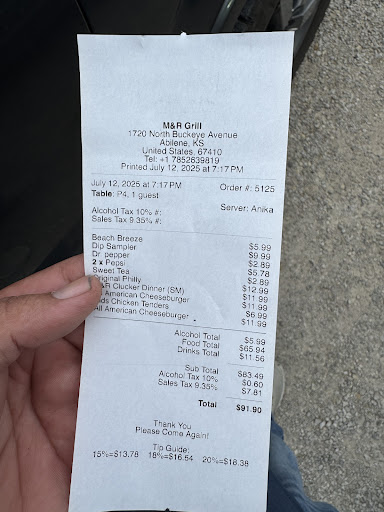 M&R Grill
1720 North Buckeye Avenue
Abilene, KS
United States, 67410
Tel: +1 7852639819
Printed July 12, 2025 at 7:17 PM
July 12, 2025 at 7:17 PM Order #: 5125
Table: P4, 1 guest
Server: Anika
Alcohol Tax 10% #:
Sales Tax 9.35% #:
Beach Breeze $5.99
Dip Sampler $9.99
Dr. pepper $2.89
2 x Pepsi $5.78
Sweet Tea $2.89
Original Philly $12.99
&R Clucker Dinner (SM) $11.99
American Cheeseburger $11.99
ids Chicken Tenders $6.99
All American Cheeseburger $11.99
Alcohol Total $5.99
Food Total $65.94
Drinks Total $11.56
Sub Total $83.49
Alcohol Tax 10% $0.60
Sales Tax 9.35% $7.81
Total $91.90
Thank You
Please Come Again!
Tip Guide:
15%=$13.78 18%=$16.54 20%=$18.38